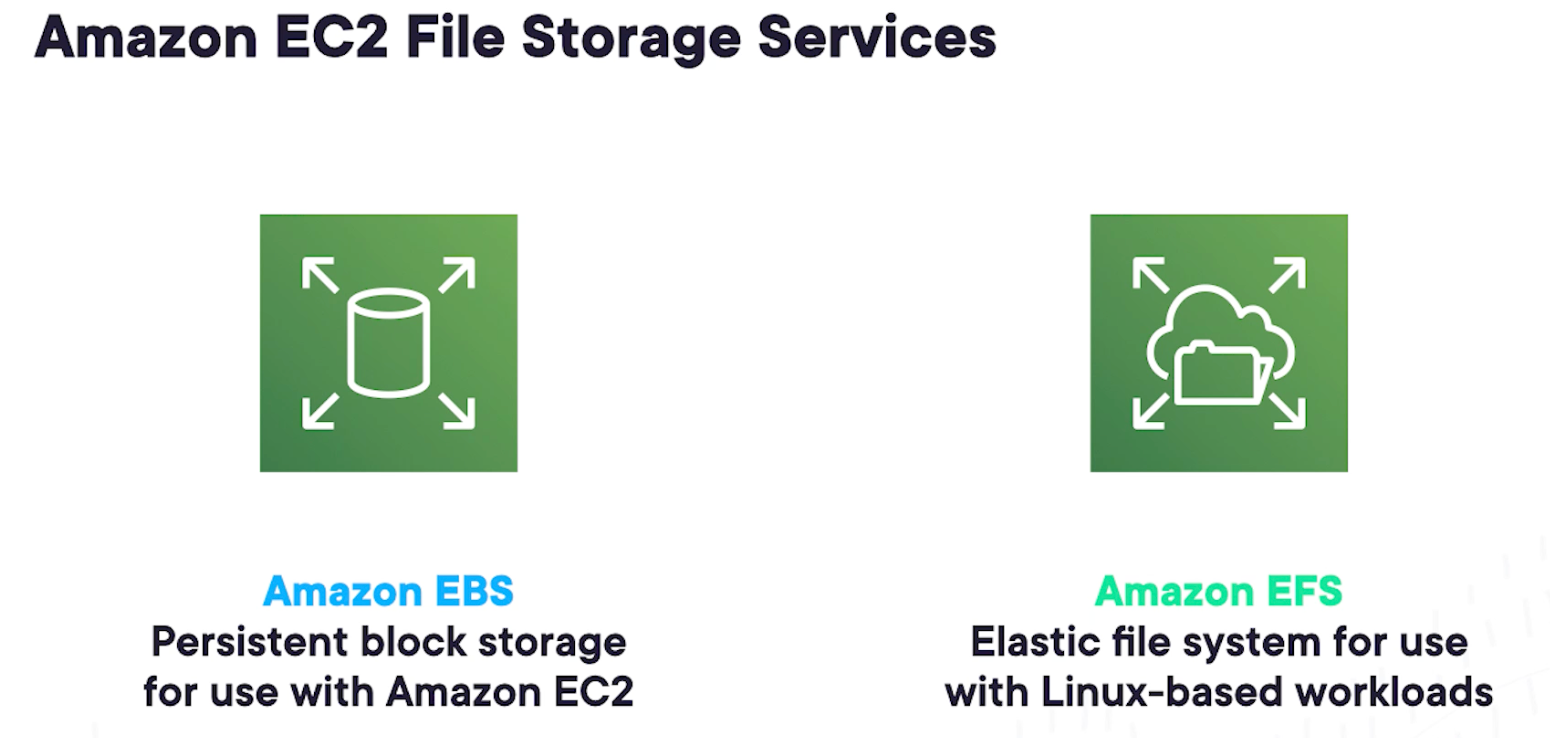 Amazon EC2 File Storage Services
Amazon EBS
Persistent block storage
for use with Amazon EC2
Amazon EFS
Elastic file system for use
with Linux-based workloads